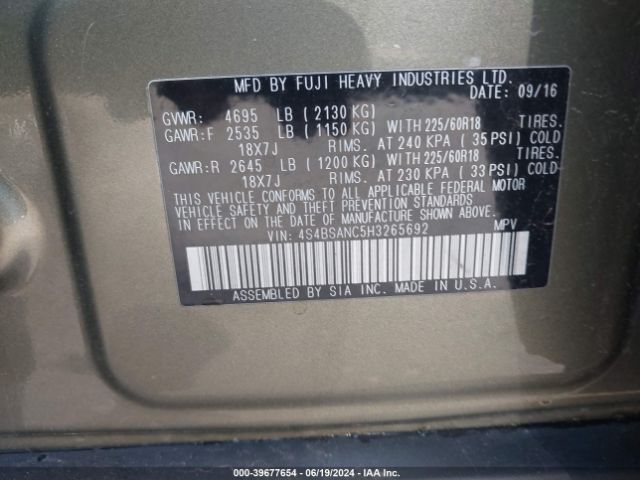 MFD BY FUJI HEAVY INDUSTRIES LTD.
DATE: 09/16
GVWR: 4695 LB ( 2130 KG)
GAWR:F 2535 LB ( 1150 KG) WITH 225/60R18 TIRES.
18X7J RIMS. AT 240 KPA ( 35 PSI) COLD
GAWR:R 2645 LB ( 1200 KG) WITH 225/60R18 TIRES.
18X7J RIMS. AT 230 KPA ( 33 PSI) COLD
THIS VEHICLE CONFORMS TO ALL APPLICABLE FEDERAL MOTOR
VEHICLE SAFETY, BUMPER, AND THEFT PREVENTION STANDARDS
IN EFFECT ON THE DATE OF MANUFACTURE SHOWN ABOVE.
VIN: 4S4BSANC5H3265692 MPV
ASSEMBLED BY SIA INC. MADE IN U.S.A.
000-39677654 - 06/19/2024 - IAA Inc.